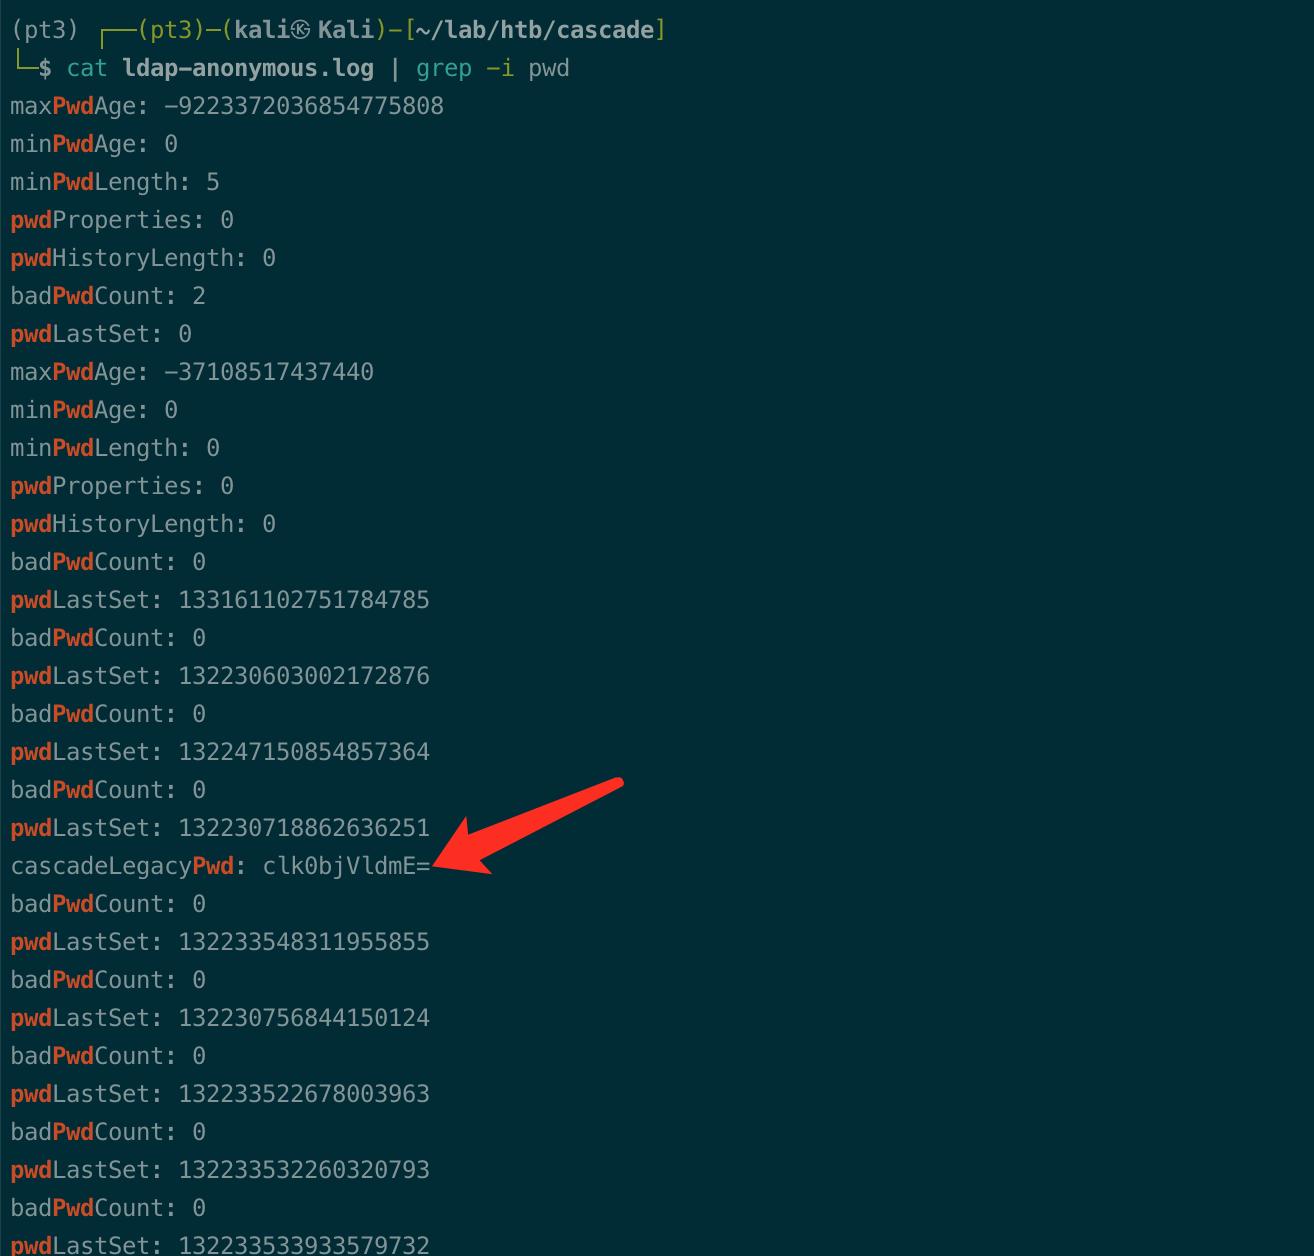 (pt3) ┌──(pt3)─(kali㉿Kali)-[~/lab/htb/cascade]
└─$ cat ldap-anonymous.log | grep -i pwd
maxPwdAge: -9223372036854775808
minPwdAge: 0
minPwdLength: 5
pwdProperties: 0
pwdHistoryLength: 0
badPwdCount: 2
pwdLastSet: 0
maxPwdAge: -37108517437440
minPwdAge: 0
minPwdLength: 0
pwdProperties: 0
pwdHistoryLength: 0
badPwdCount: 0
pwdLastSet: 133161102751784785
badPwdCount: 0
pwdLastSet: 132230603002172876
badPwdCount: 0
pwdLastSet: 132247150854857364
badPwdCount: 0
pwdLastSet: 132230718862636251
cascadeLegacyPwd: clk0bjVldmE=
badPwdCount: 0
pwdLastSet: 132233548311955855
badPwdCount: 0
pwdLastSet: 132230756844150124
badPwdCount: 0
pwdLastSet: 132233522678003963
badPwdCount: 0
pwdLastSet: 132233532260320793
badPwdCount: 0
pwdLastSet: 132233533933579732